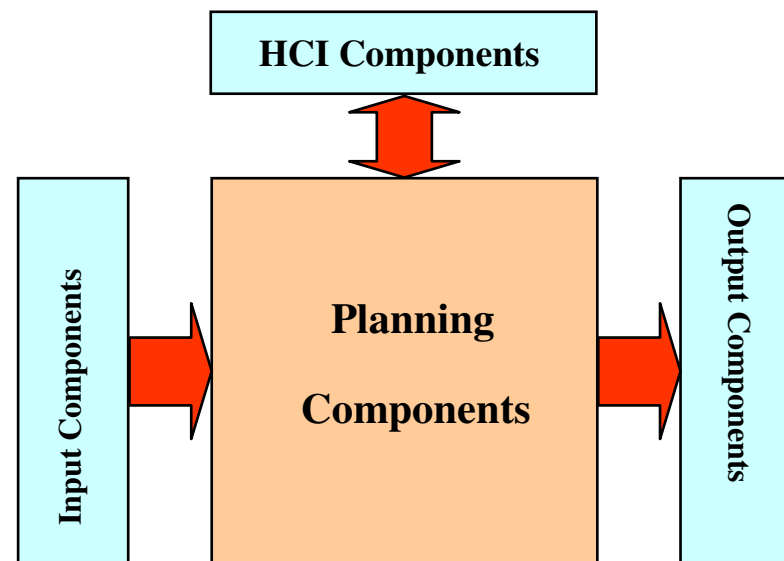 HCI Components
Input Components
Planning
Components
Output Components